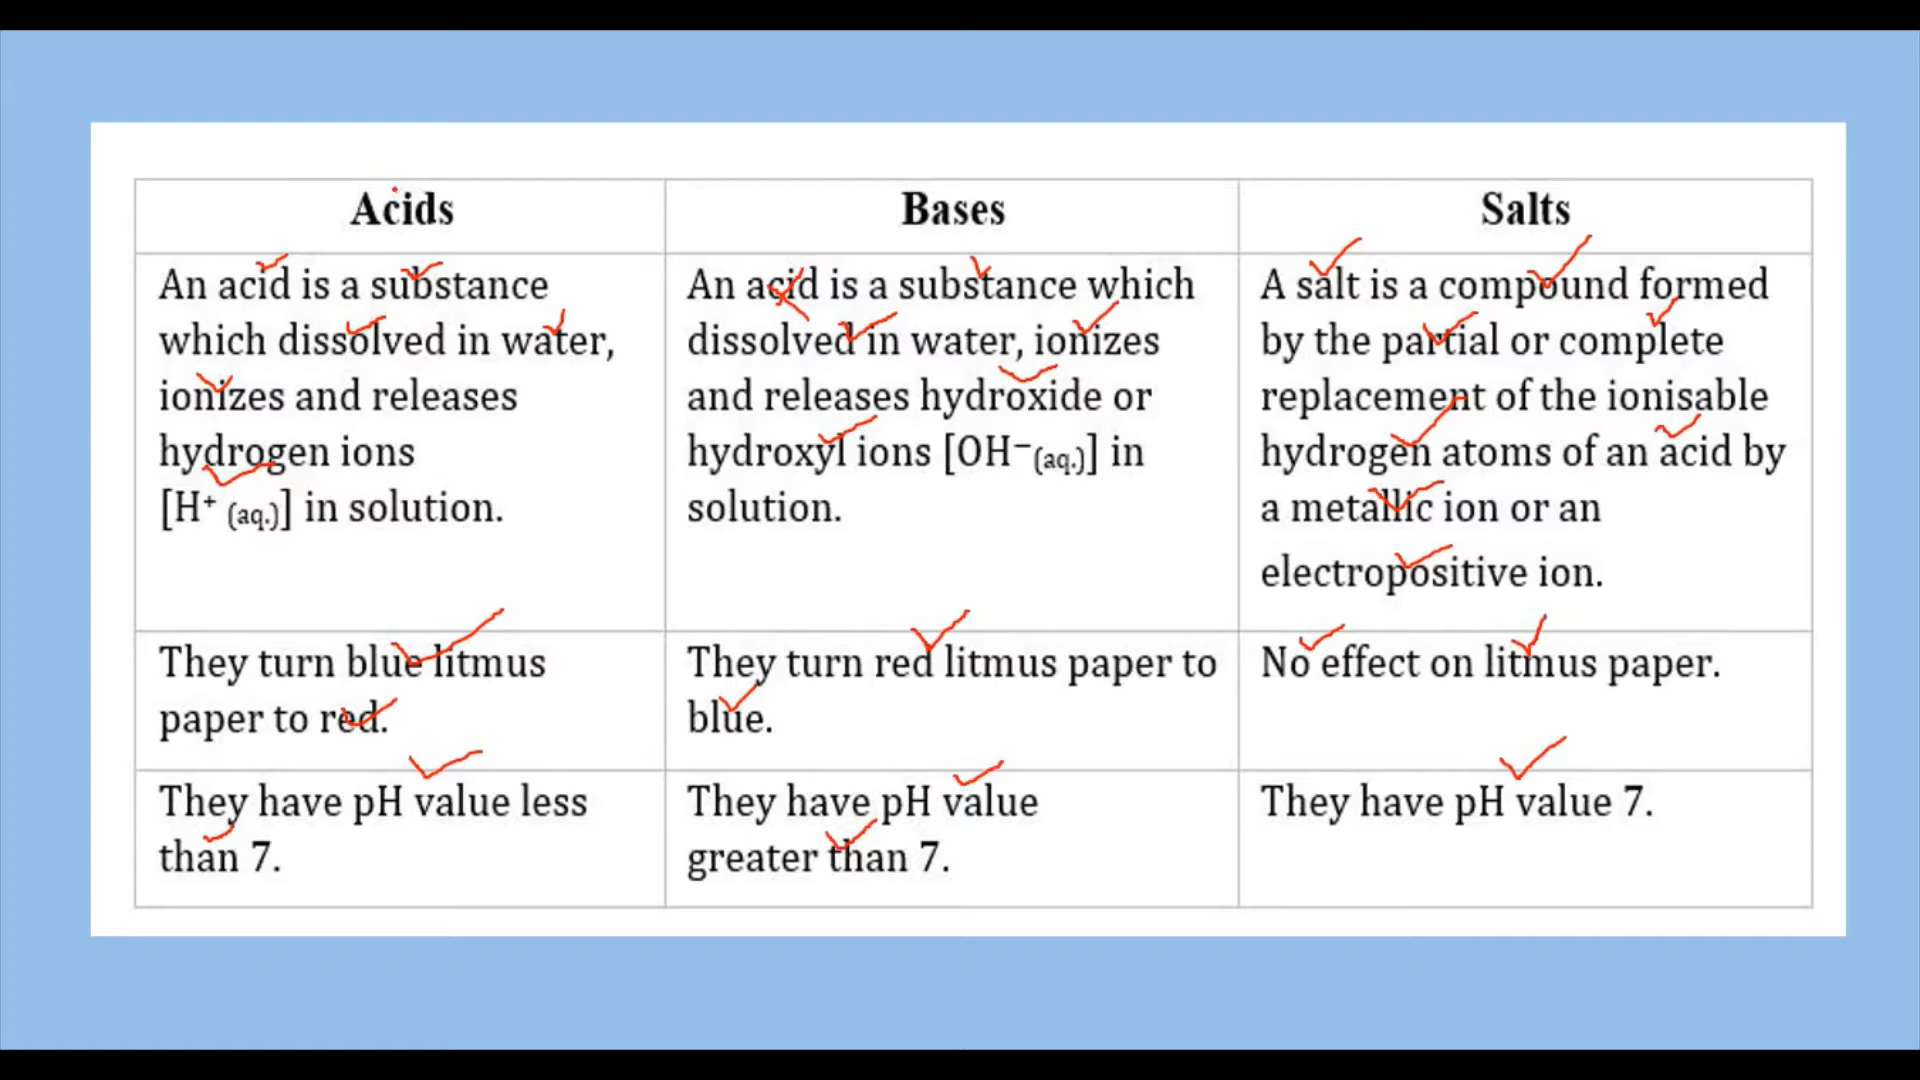 Acids
Bases
Salts
An acid is a substance
which dissolved in water,
ionizes and releases
hydrogen ions
[H⁺ (aq.)] in solution.
An acid is a substance which
dissolved in water, ionizes
and releases hydroxide or
hydroxyl ions [OH⁻(aq.)] in
solution.
A salt is a compound formed
by the partial or complete
replacement of the ionisable
hydrogen atoms of an acid by
a metallic ion or an
electropositive ion.
They turn blue litmus
paper to red.
They turn red litmus paper to
blue.
No effect on litmus paper.
They have pH value less
than 7.
They have pH value
greater than 7.
They have pH value 7.